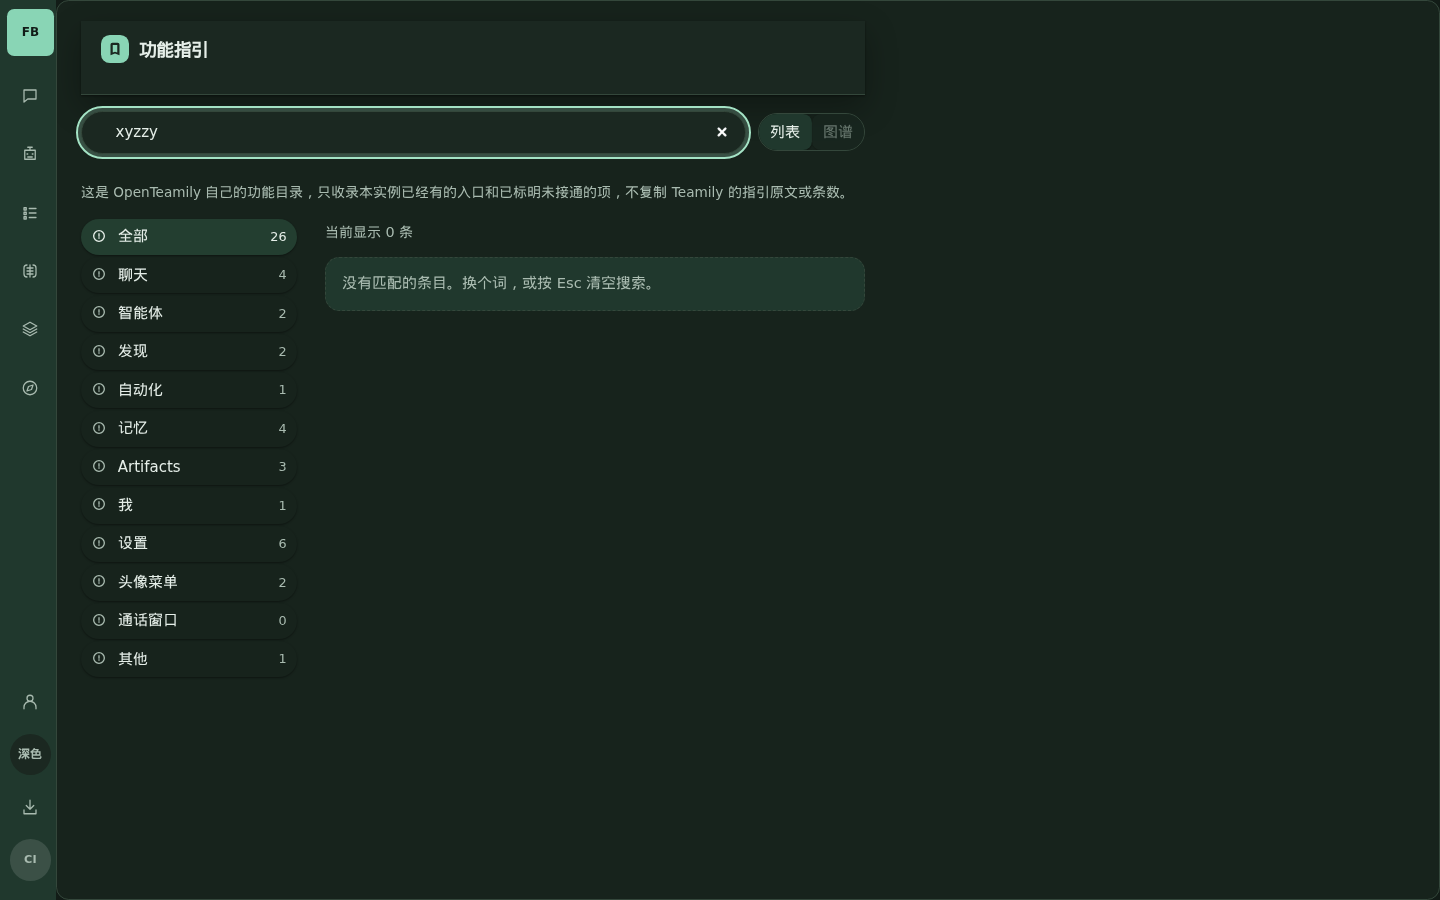 FB
功能指引
xyzzy
列表 图谱
这是 OpenTeamily 自己的功能目录，只收录本实例已经有的入口和已标明未接通的项，不复制 Teamily 的指引原文或条数。
全部 26
聊天 4
智能体 2
发现 2
自动化 1
记忆 4
Artifacts 3
我 1
设置 6
头像菜单 2
通话窗口 0
其他 1
当前显示 0 条
没有匹配的条目。换个词，或按 Esc 清空搜索。
深色
CI